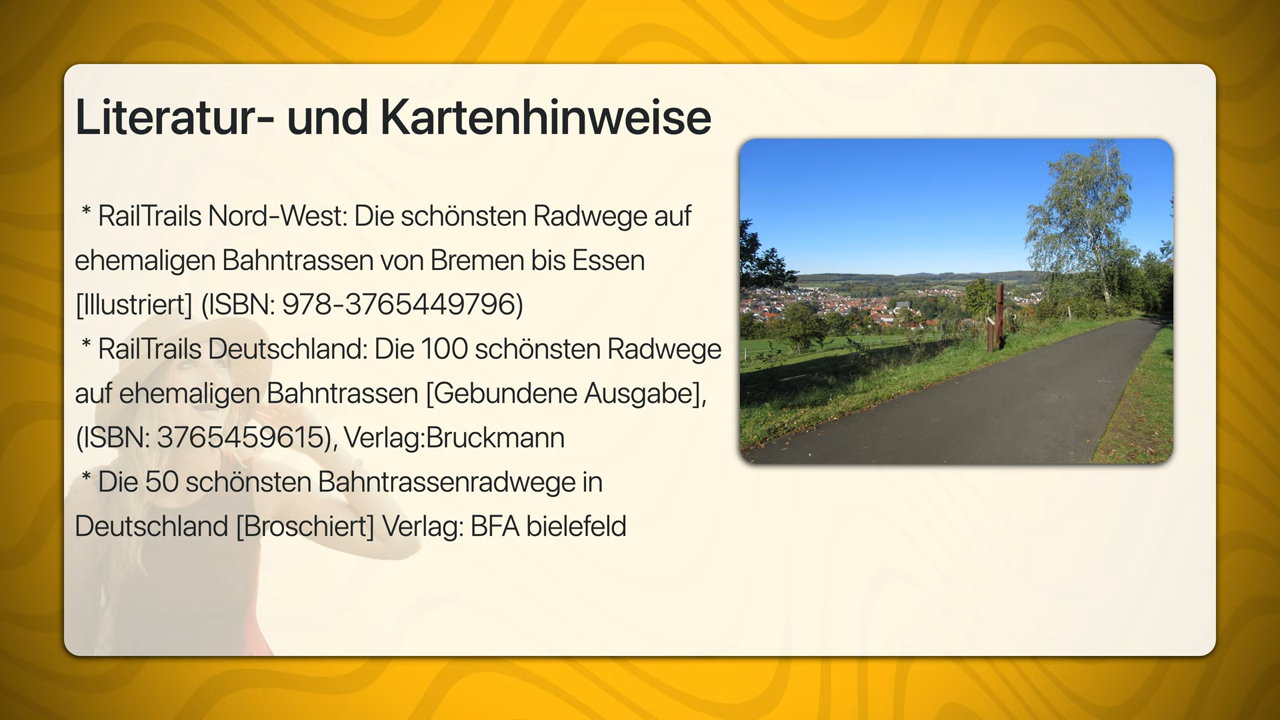 Literatur- und Kartenhinweise
* RailTrails Nord-West: Die schönsten Radwege auf
ehemaligen Bahntrassen von Bremen bis Essen
[Illustriert] (ISBN: 978-3765449796)
* RailTrails Deutschland: Die 100 schönsten Radwege
auf ehemaligen Bahntrassen [Gebundene Ausgabe],
(ISBN: 3765459615), Verlag:Bruckmann
* Die 50 schönsten Bahntrassenradwege in
Deutschland [Broschiert] Verlag: BFA bielefeld